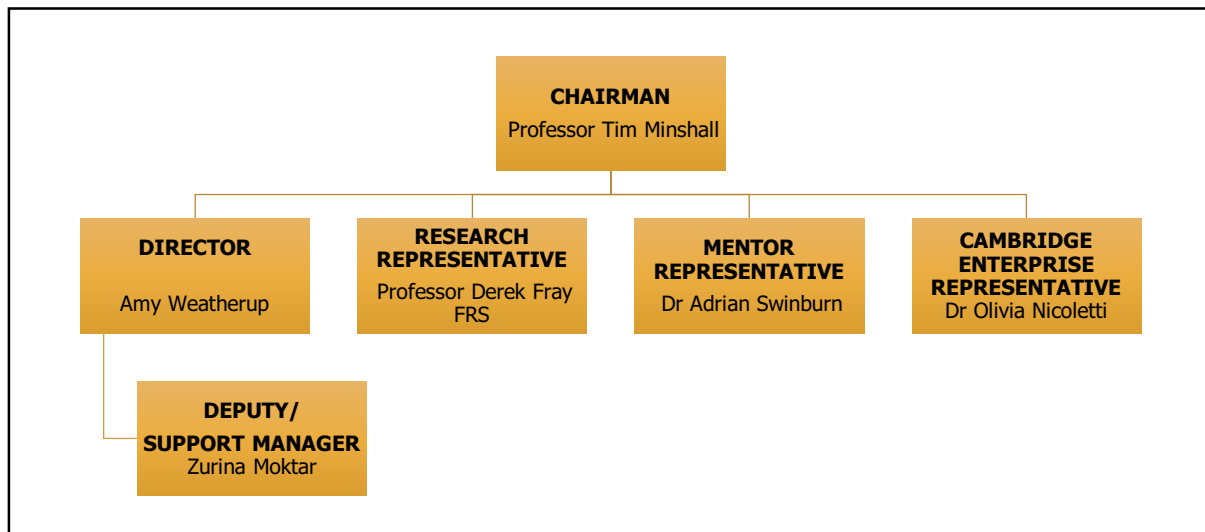 CHAIRMAN
Professor Tim Minshall
DIRECTOR
Amy Weatherup
RESEARCH
REPRESENTATIVE
Professor Derek Fray
FRS
MENTOR
REPRESENTATIVE
Dr Adrian Swinburn
CAMBRIDGE
ENTERPRISE
REPRESENTATIVE
Dr Olivia Nicoletti
DEPUTY/
SUPPORT MANAGER
Zurina Moktar